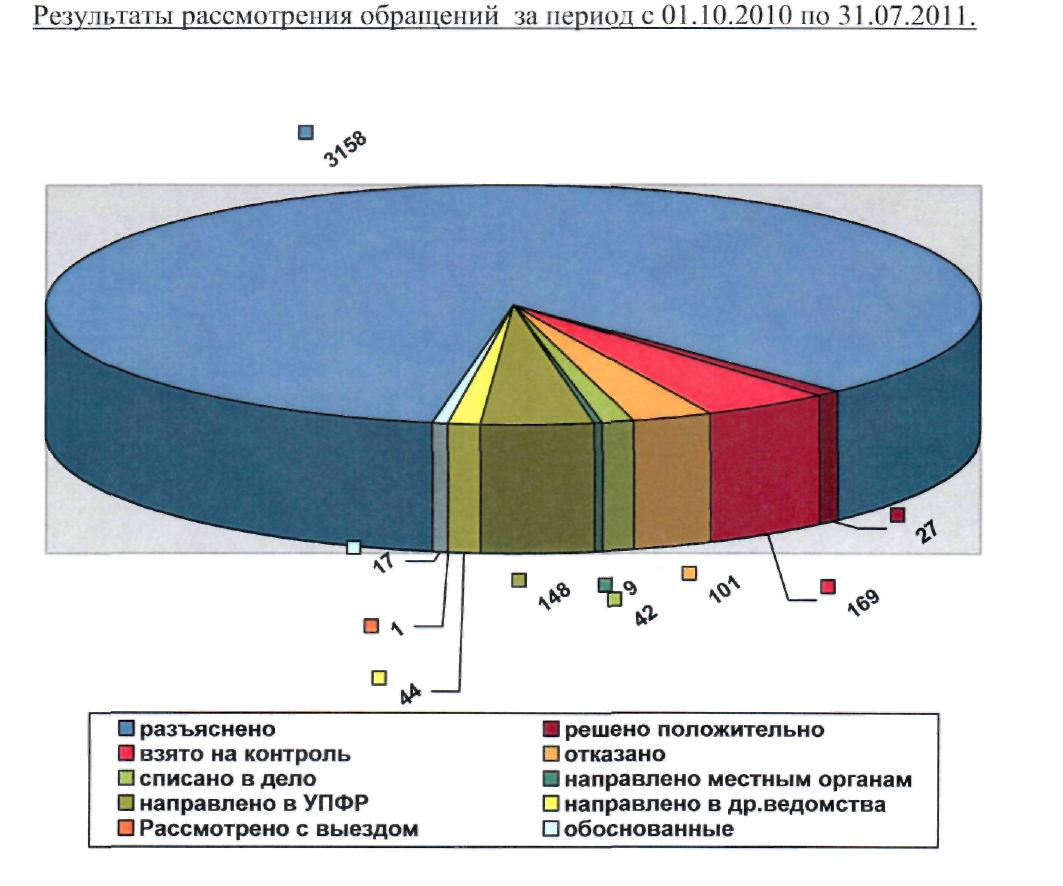 Результаты рассмотрения обращений за период с 01.10.2010 по 31.07.2011.
3158
27
17
148
9
42
101
169
1
44
разъяснено
решено положительно
взято на контроль
отказано
списано в дело
направлено местным органам
направлено в УПФР
направлено в др.ведомства
Рассмотрено с выездом
обоснованные